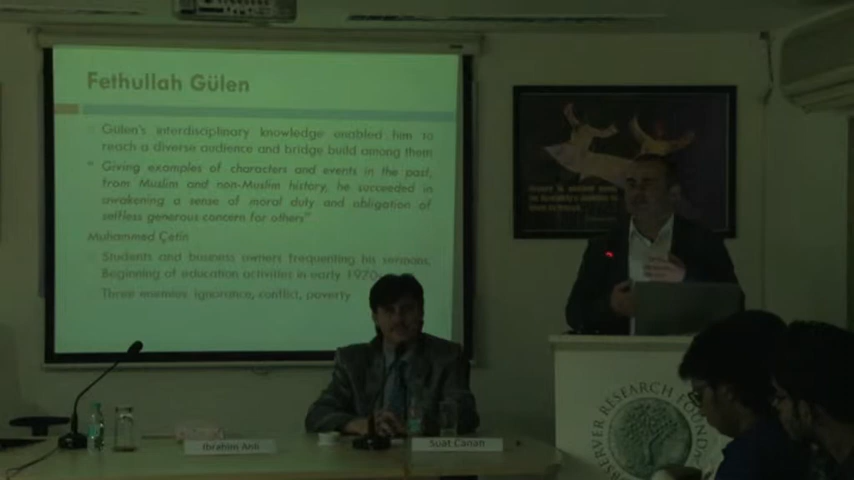 Fethullah Gülen
Gülen's interdisciplinary knowledge enabled him to
reach a diverse audience and bridge build among them
" Giving examples of characters and events in the past,
from Muslim and non-Muslim history, he succeeded in
awakening a sense of moral duty and obligation of
selfless generous concern for others"
Muhammed Çetin
Students and business owners frequenting his sermons,
Beginning of education activities in early 1970s
Three enemies: ignorance, conflict, poverty
Ibrahim Anli
Suat Canan
OBSERVER RESEARCH FOUND